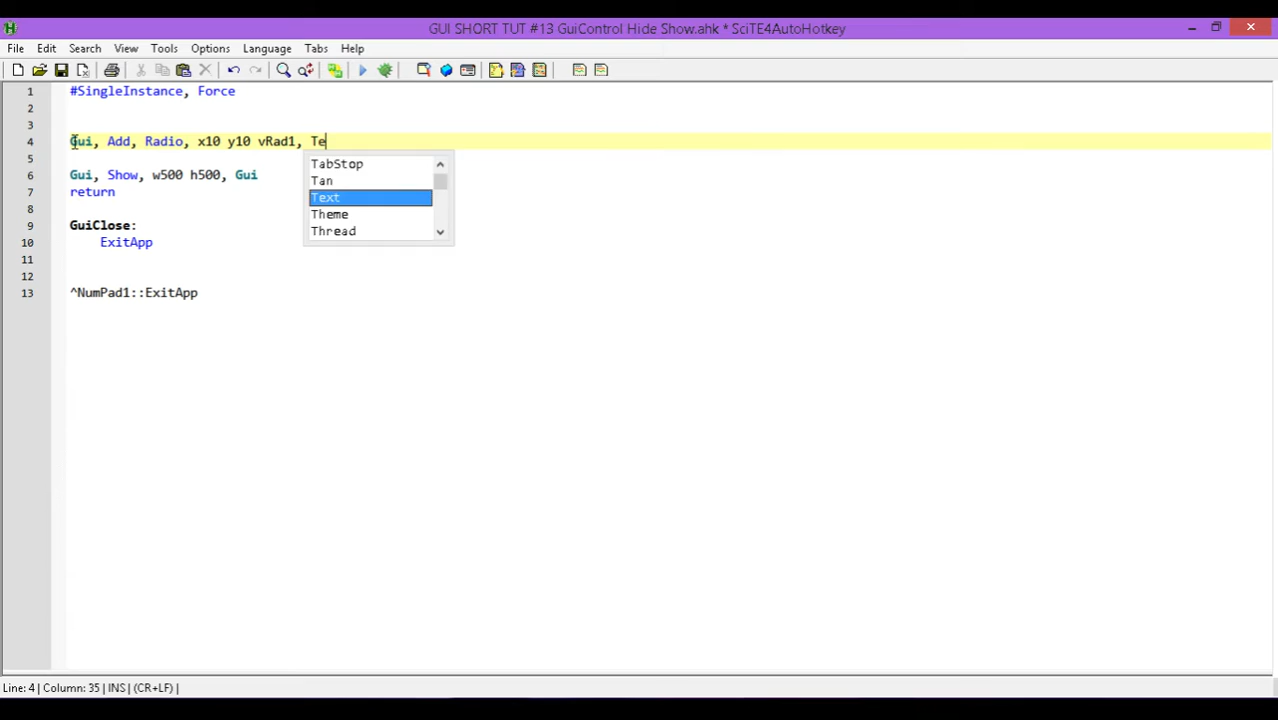 GUI SHORT TUT #13 GuiControl Hide Show.ahk * SciTE4AutoHotkey
File Edit Search View Tools Options Language Tabs Help
1 #SingleInstance, Force
2
3
4 Gui, Add, Radio, x10 y10 vRad1, Te
TabStop
5
Tan
6 Gui, Show, w500 h500, Gui
Text
7 return
Theme
8
9 GuiClose:
Thread
10 ExitApp
11
12
13 ^NumPad1::ExitApp
Line: 4 | Column: 35 | INS | (CR+LF) |